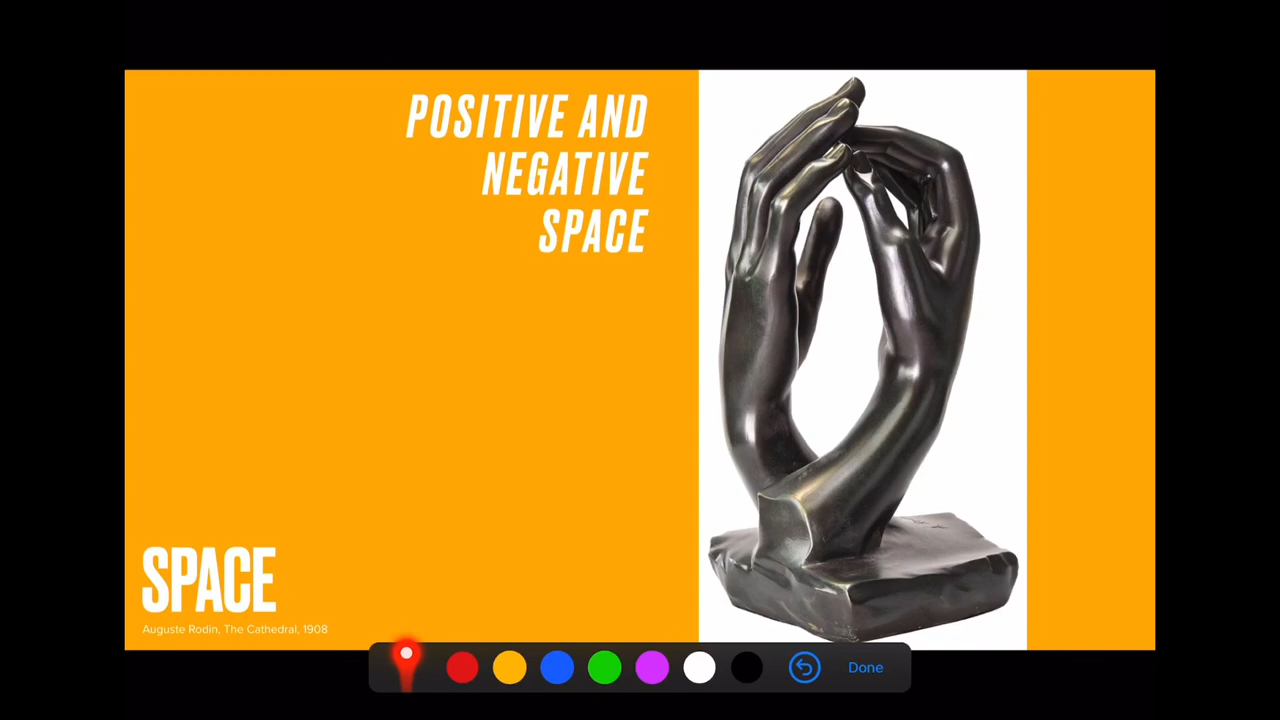 POSITIVE AND
NEGATIVE
SPACE
SPACE
Auguste Rodin, The Cathedral, 1908
Done